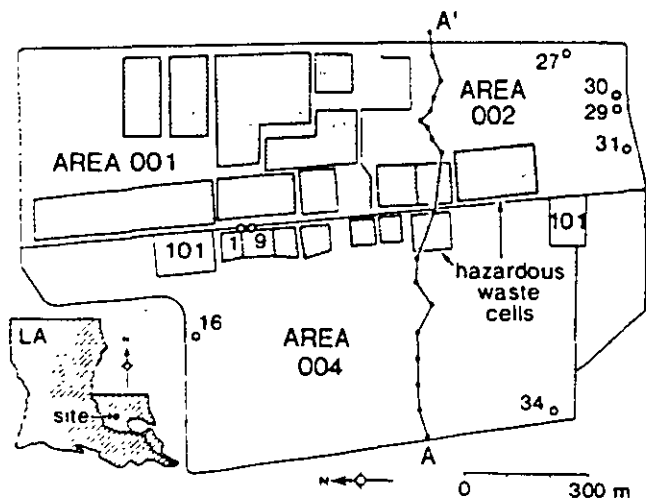 A'
27
AREA
002
30
29
31
AREA 001
101
1
9
101
hazardous
waste
cells
16
AREA
004
LA
N
site
34
N
A
0 300 m